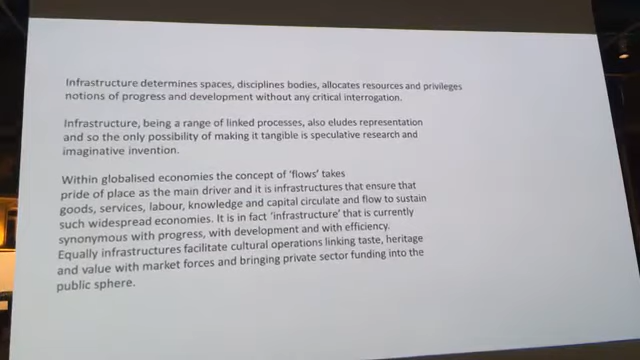 Infrastructure determines spaces, disciplines bodies, allocates resources and privileges
notions of progress and development without any critical interrogation.
Infrastructure, being a range of linked processes, also eludes representation
and so the only possibility of making it tangible is speculative research and
imaginative invention.
Within globalised economies the concept of 'flows' takes
pride of place as the main driver and it is infrastructures that ensure that
goods, services, labour, knowledge and capital circulate and flow to sustain
such widespread economies. It is in fact 'infrastructure' that is currently
synonymous with progress, with development and with efficiency.
Equally infrastructures facilitate cultural operations linking taste, heritage
and value with market forces and bringing private sector funding into the
public sphere.